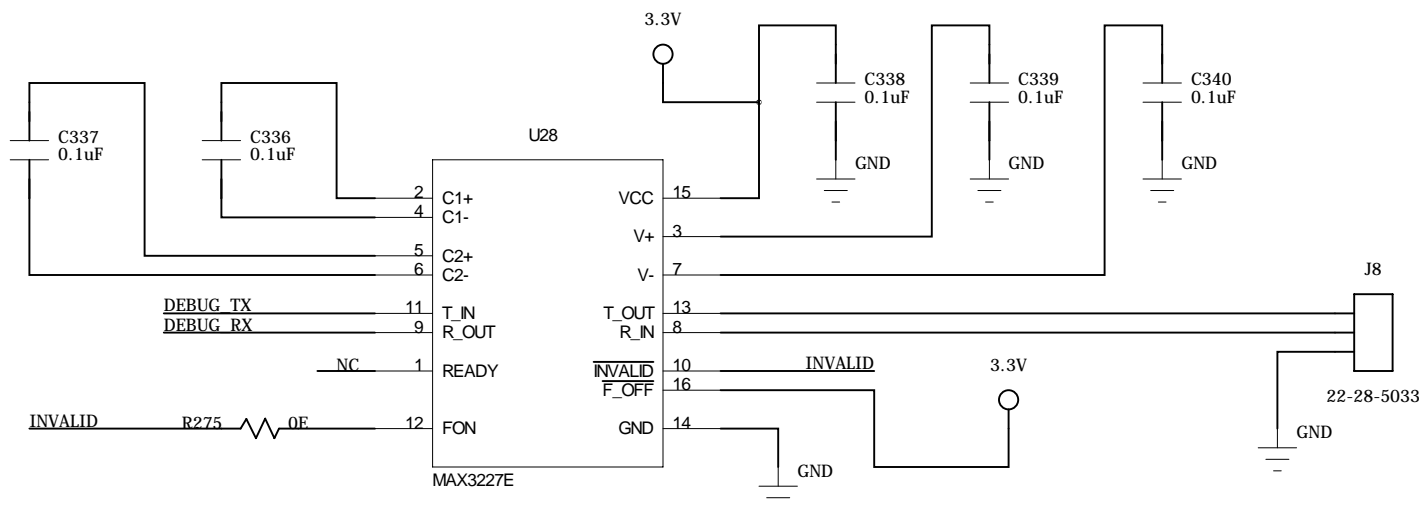 3.3V
C337
0.1uF
C336
0.1uF
C338
0.1uF
C339
0.1uF
C340
0.1uF
GND
GND
GND
U28
2 C1+
4 C1-
5 C2+
6 C2-
DEBUG_TX 11 T_IN
DEBUG_RX 9 R_OUT
NC 1 READY
INVALID R275 0E 12 FON
VCC 15
V+ 3
V- 7
T_OUT 13
R_IN 8
INVALID 10 INVALID
F_OFF 16
GND 14
GND
3.3V
MAX3227E
J8
22-28-5033
GND